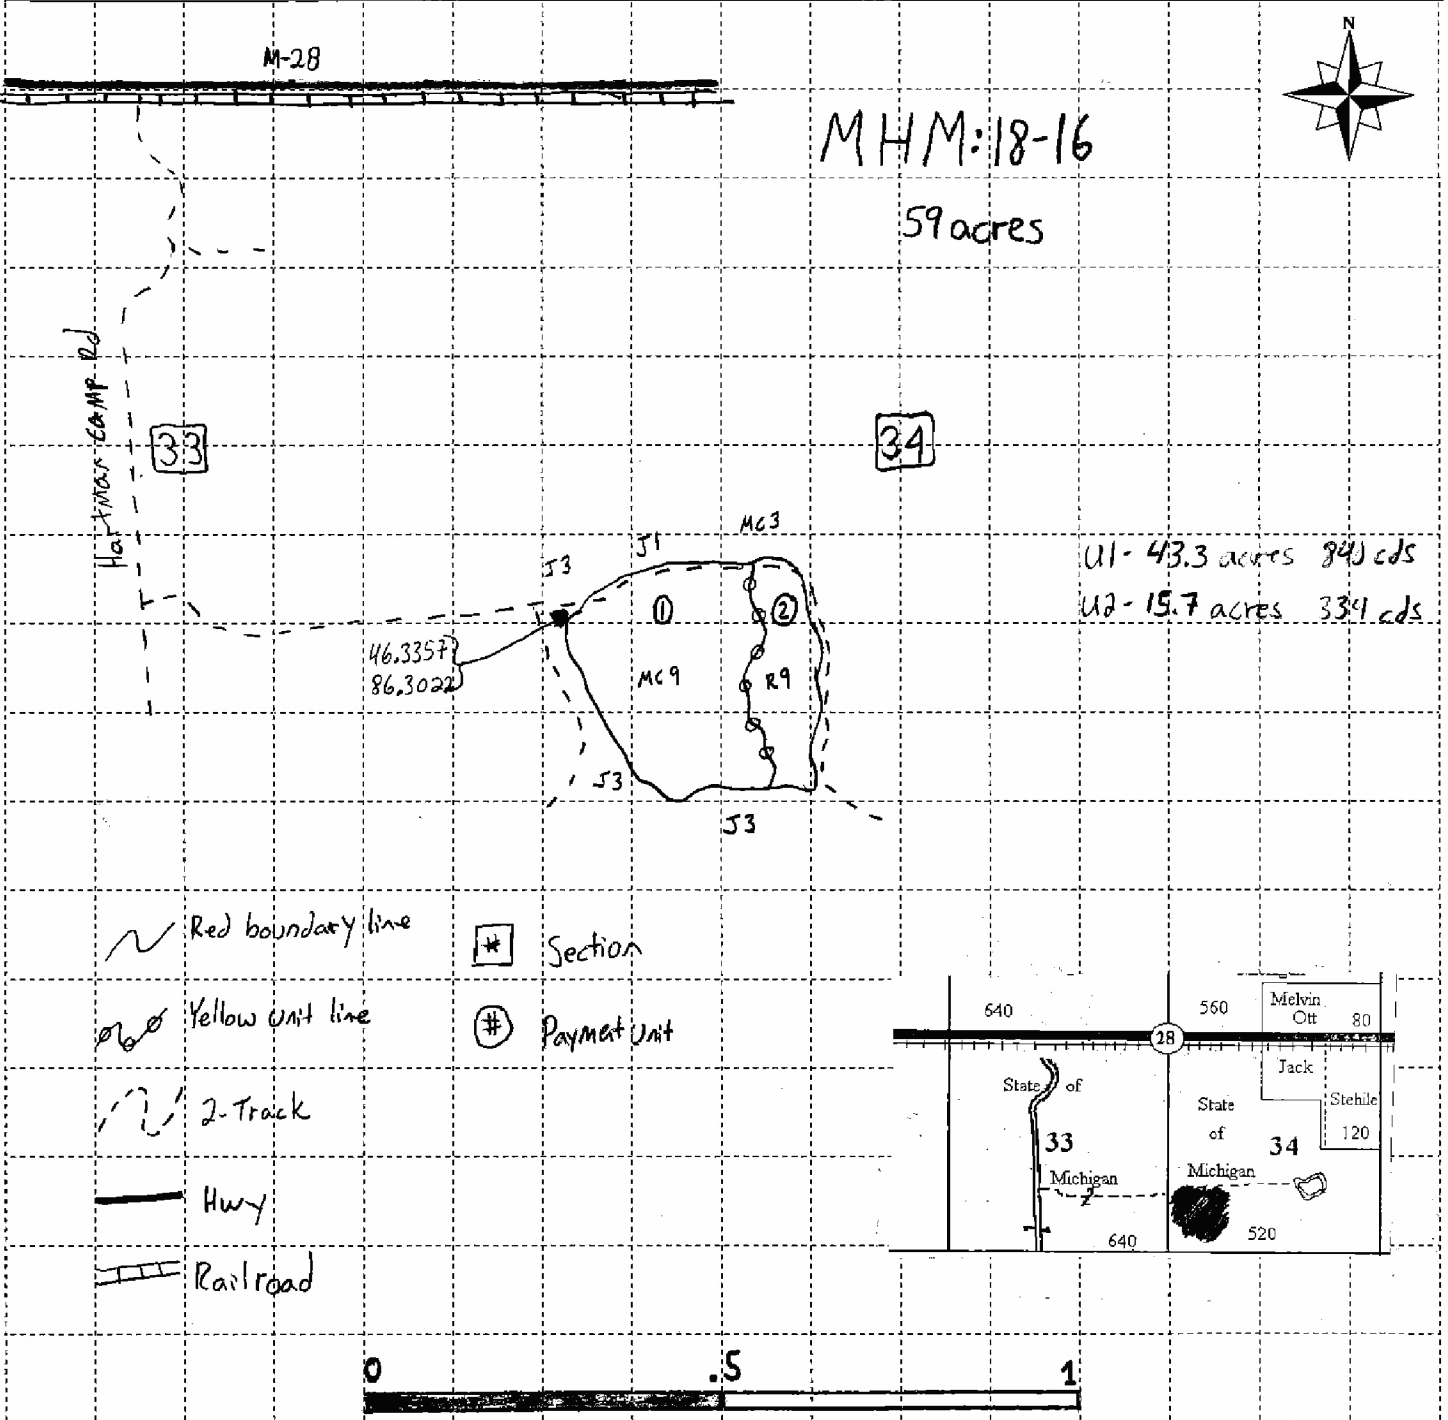 M-28
N
MHM:18-16
59 acres
Hartman camp Rd
33
34
MC3
J1
J3
U1- 43.3 acres cds
U2- 15.7 acres 334 cds
1
2
46.3357
86.3022
MC9
R9
J3
J3
Red boundary line
* Section
Yellow unit line
# Paymet Unit
2-Track
Hwy
Railroad
640
560
Melvin
Ott
80
28
Jack
State of
State
of
Stehile
120
33
34
Michigan
Michigan
640
520
0 .5 1